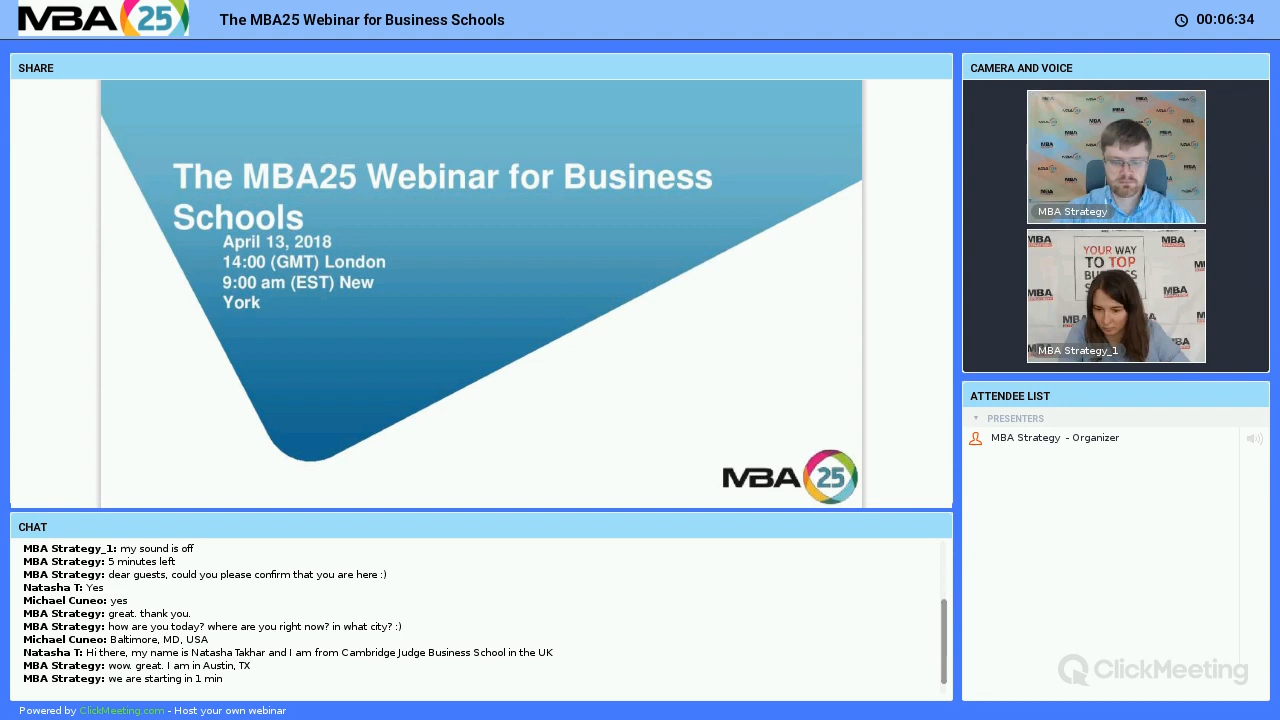 MBA 25
The MBA25 Webinar for Business Schools
00:06:34
SHARE
The MBA25 Webinar for Business
Schools
April 13, 2018
14:00 (GMT) London
9:00 am (EST) New
York
MBA 25
CAMERA AND VOICE
MBA Strategy
YOUR WAY
TO TOP
MBA Strategy_1
ATTENDEE LIST
PRESENTERS
MBA Strategy - Organizer
CHAT
MBA Strategy_1: my sound is off
MBA Strategy: 5 minutes left
MBA Strategy: dear guests, could you please confirm that you are here :)
Natasha T: Yes
Michael Cuneo: yes
MBA Strategy: great. thank you.
MBA Strategy: how are you today? where are you right now? in what city? :)
Michael Cuneo: Baltimore, MD, USA
Natasha T: Hi there, my name is Natasha Takhar and I am from Cambridge Judge Business School in the UK
MBA Strategy: wow. great. I am in Austin, TX
MBA Strategy: we are starting in 1 min
ClickMeeting
Powered by ClickMeeting.com - Host your own webinar